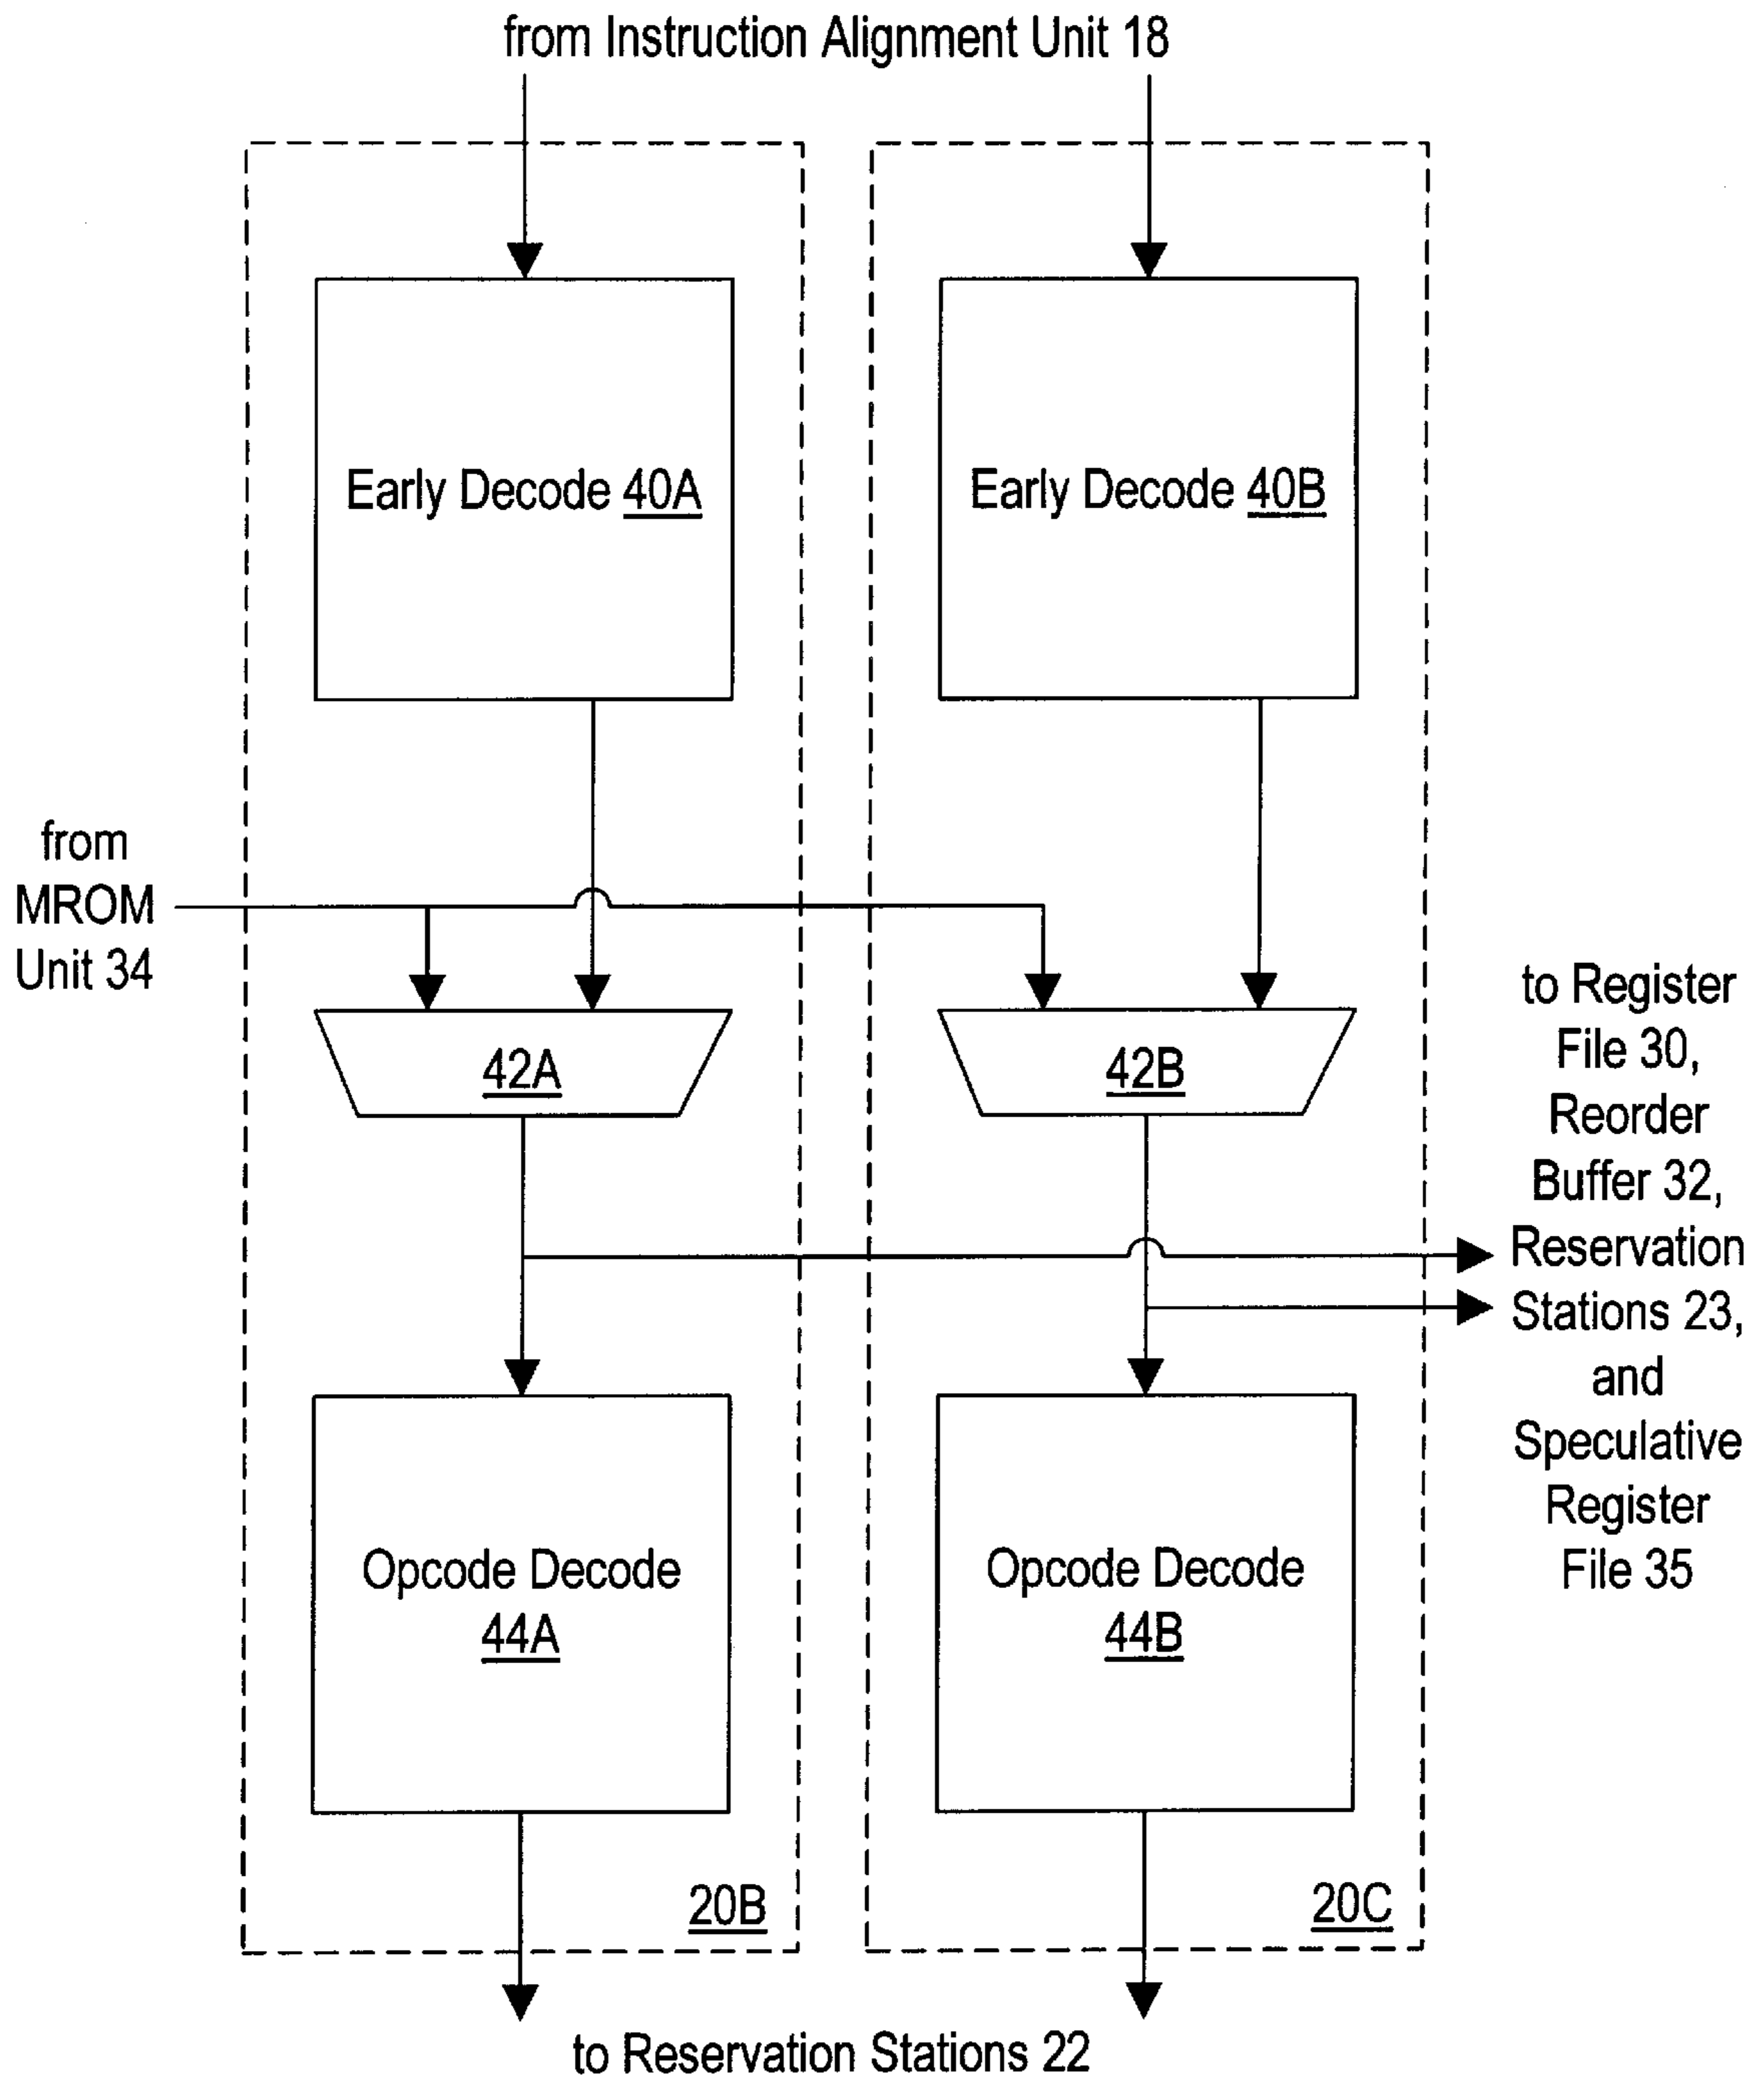 from Instruction Alignment Unit 18
Early Decode 40A
Early Decode 40B
from
MROM
Unit 34
42A
42B
to Register
File 30,
Reorder
Buffer 32,
Reservation
Stations 23,
and
Speculative
Register
File 35
Opcode Decode
44A
Opcode Decode
44B
20B
20C
to Reservation Stations 22